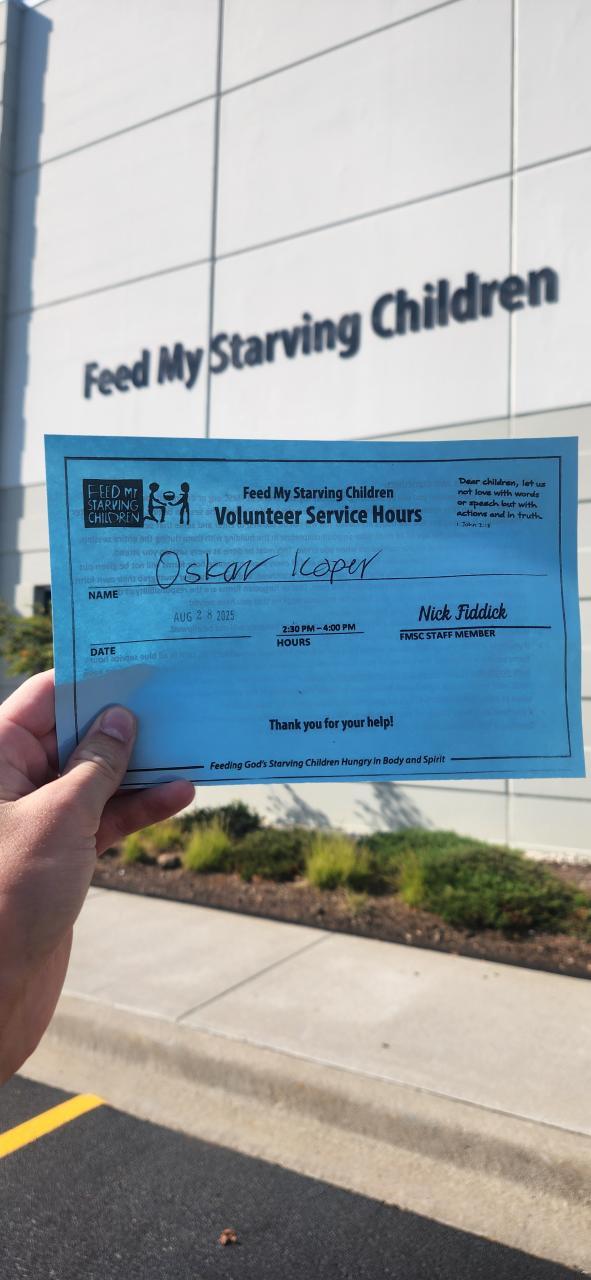 Feed My Starving Children
FEED MY
STARVING
CHILDREN
Feed My Starving Children
Volunteer Service Hours
"Dear children, let us
not love with words
or speech but with
actions and in truth.
1 John 3:18
Oskar Koper
NAME
AUG 28 2025
DATE
2:30 PM – 4:00 PM
HOURS
Nick Fiddick
FMSC STAFF MEMBER
Thank you for your help!
Feeding God's Starving Children Hungry in Body and Spirit